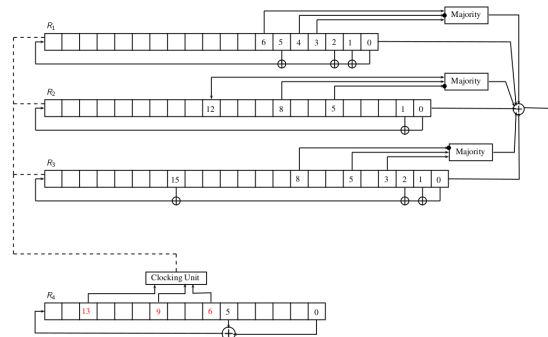 R1
Majority
6 5 4 3 2 1 0
R2
Majority
12 8 5 1 0
R3
Majority
15 8 5 3 2 1 0
Clocking Unit
R4
13 9 6 5 0